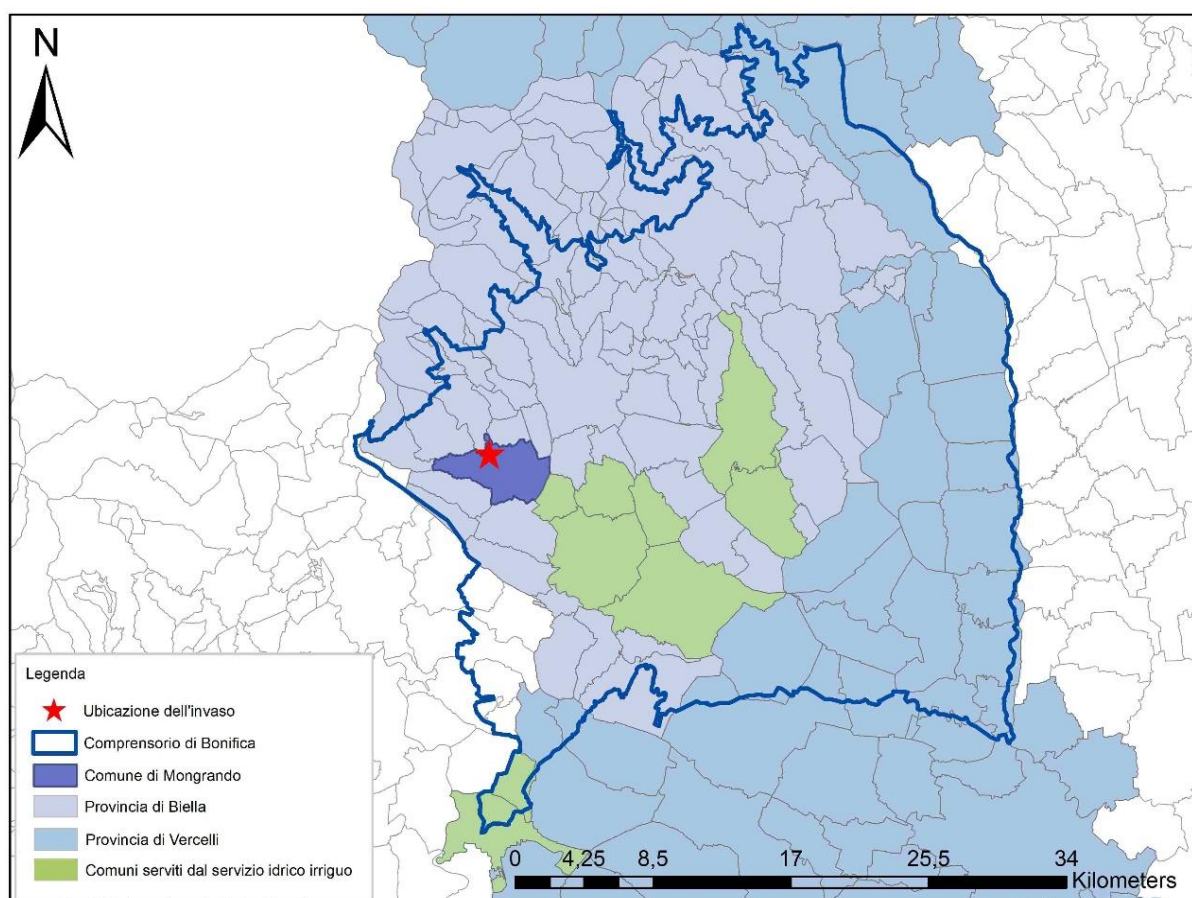 N
Legenda
Ubicazione dell'invaso
Comprensorio di Bonifica
Comune di Mongrando
Provincia di Biella
Provincia di Vercelli
Comuni serviti dal servizio idrico irriguo
0 4,25 8,5 17 25,5 34
Kilometers